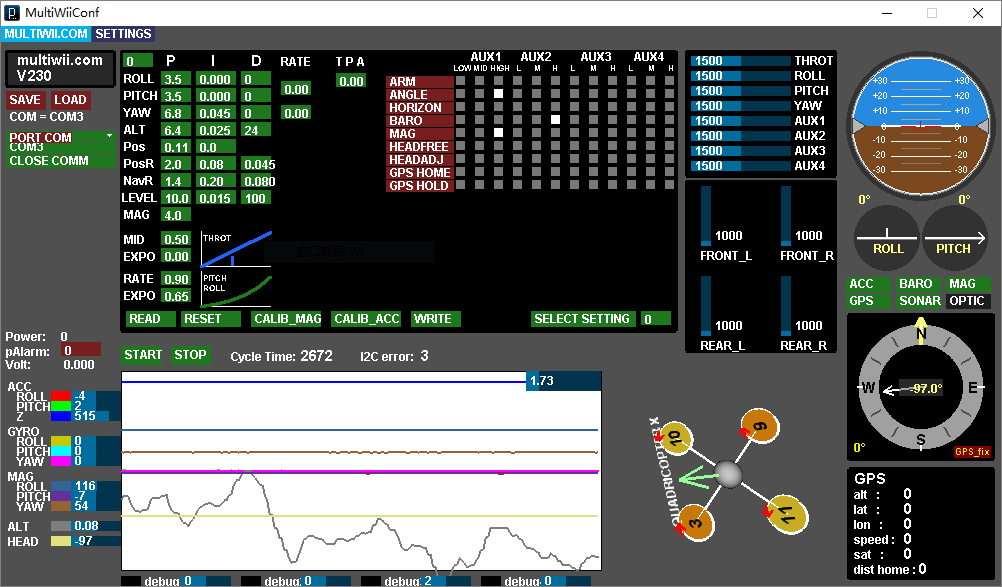 MultiWiiConf
MULTIWII.COM SETTINGS
multiwii.com
V230
SAVE LOAD
COM = COM3
PORT COM
COM3
CLOSE COMM
0 P I D RATE T P A
ROLL 3.5 0.000 0
PITCH 3.5 0.000 0
0.00 0.00
YAW 6.8 0.045 0 0.00
ALT 6.4 0.025 24
Pos 0.11 0.0
PosR 2.0 0.08 0.045
NavR 1.4 0.20 0.080
LEVEL 10.0 0.015 100
MAG 4.0
MID 0.50
EXPO 0.00
THROT
RATE 0.90
EXPO 0.65
PITCH
ROLL
AUX1 AUX2 AUX3 AUX4
LOW MID HIGH L M H L M H L M H
ARM
ANGLE
HORIZON
BARO
MAG
HEADFREE
HEADADJ
GPS HOME
GPS HOLD
READ RESET CALIB_MAG CALIB_ACC WRITE SELECT SETTING 0
1500 THROT
1500 ROLL
1500 PITCH
1500 YAW
1500 AUX1
1500 AUX2
1500 AUX3
1500 AUX4
1000 1000
FRONT_L FRONT_R
1000 1000
REAR_L REAR_R
+30 +30
+20 +20
+10 +10
0 0
-10 -10
-20 -20
-30 -30
0° 0°
ROLL PITCH
ACC BARO MAG
GPS SONAR OPTIC
N
W -97.0° E
S
0° GPS_fix
GPS
alt : 0
lat : 0
lon : 0
speed : 0
sat : 0
dist home : 0
Power: 0
pAlarm: 0
Volt: 0.000
START STOP Cycle Time: 2672 I2C error: 3
ACC
ROLL -4
PITCH 2
Z 515
GYRO
ROLL 0
PITCH 0
YAW 0
MAG
ROLL 116
PITCH -7
YAW 54
ALT 0.08
HEAD -97
1.73
debug 0 debug 0 debug 2 debug 0
QUADRICOPTER X
10 9
3 11